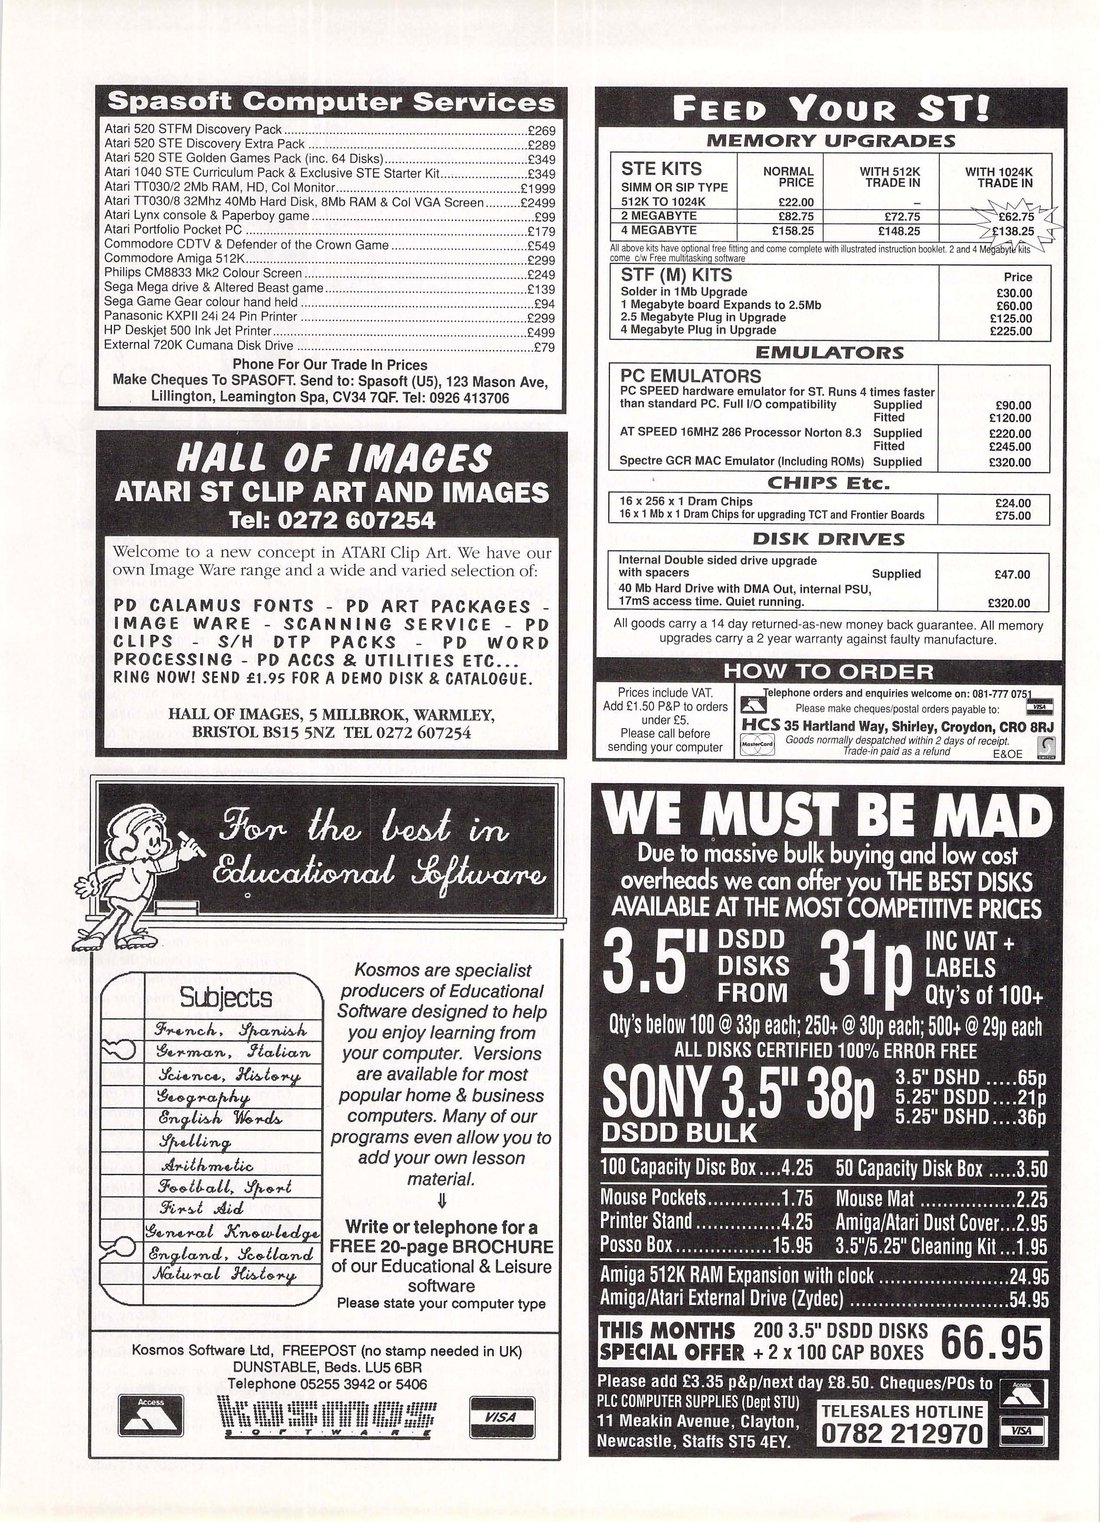 Spasoft Computer Services
Atari 520 STFM Discovery Pack......£269
Atari 520 STE Discovery Extra Pack......£289
Atari 520 STE Golden Games Pack (inc. 64 Disks)......£349
Atari 1040 STE Curriculum Pack & Exclusive STE Starter Kit......£349
Atari TT030/2 2Mb RAM, HD, Col Monitor......£1999
Atari TT030/8 32Mhz 40Mb Hard Disk, 8Mb RAM & Col VGA Screen......£2499
Atari Lynx console & Paperboy game......£99
Atari Portfolio Pocket PC......£179
Commodore CDTV & Defender of the Crown Game......£549
Commodore Amiga 512K......£299
Philips CM8833 Mk2 Colour Screen......£249
Sega Mega drive & Altered Beast game......£139
Sega Game Gear colour hand held......£94
Panasonic KXPII 24i 24 Pin Printer......£299
HP Deskjet 500 Ink Jet Printer......£499
External 720K Cumana Disk Drive......£79
Phone For Our Trade In Prices
Make Cheques To SPASOFT. Send to: Spasoft (U5), 123 Mason Ave,
Lillington, Leamington Spa, CV34 7QF. Tel: 0926 413706
HALL OF IMAGES
ATARI ST CLIP ART AND IMAGES
Tel: 0272 607254
Welcome to a new concept in ATARI Clip Art. We have our
own Image Ware range and a wide and varied selection of:
PD CALAMUS FONTS - PD ART PACKAGES -
IMAGE WARE - SCANNING SERVICE - PD
CLIPS - S/H DTP PACKS - PD WORD
PROCESSING - PD ACCS & UTILITIES ETC...
RING NOW! SEND £1.95 FOR A DEMO DISK & CATALOGUE.
HALL OF IMAGES, 5 MILLBROK, WARMLEY,
BRISTOL BS15 5NZ TEL 0272 607254
For the best in
Educational Software
Subjects
French, Spanish
German, Italian
Science, History
Geography
English Words
Spelling
Arithmetic
Football, Sport
First Aid
General Knowledge
England, Scotland
Natural History
Kosmos are specialist
producers of Educational
Software designed to help
you enjoy learning from
your computer. Versions
are available for most
popular home & business
computers. Many of our
programs even allow you to
add your own lesson
material.
⇓
Write or telephone for a
FREE 20-page BROCHURE
of our Educational & Leisure
software
Please state your computer type
Kosmos Software Ltd, FREEPOST (no stamp needed in UK)
DUNSTABLE, Beds. LU5 6BR
Telephone 05255 3942 or 5406
Access
KOSMOS
SOFTWARE
VISA
FEED YOUR ST!
MEMORY UPGRADES
STE KITS NORMAL WITH 512K WITH 1024K
SIMM OR SIP TYPE PRICE TRADE IN TRADE IN
512K TO 1024K £22.00 –
2 MEGABYTE £82.75 £72.75 £62.75
4 MEGABYTE £158.25 £148.25 £138.25
All above kits have optional free fitting and come complete with illustrated instruction booklet. 2 and 4 Megabyte kits
come c/w Free multitasking software
STF (M) KITS Price
Solder in 1Mb Upgrade £30.00
1 Megabyte board Expands to 2.5Mb £60.00
2.5 Megabyte Plug in Upgrade £125.00
4 Megabyte Plug in Upgrade £225.00
EMULATORS
PC EMULATORS
PC SPEED hardware emulator for ST. Runs 4 times faster
than standard PC. Full I/O compatibility Supplied £90.00
Fitted £120.00
AT SPEED 16MHZ 286 Processor Norton 8.3 Supplied £220.00
Fitted £245.00
Spectre GCR MAC Emulator (Including ROMs) Supplied £320.00
CHIPS Etc.
16 x 256 x 1 Dram Chips £24.00
16 x 1 Mb x 1 Dram Chips for upgrading TCT and Frontier Boards £75.00
DISK DRIVES
Internal Double sided drive upgrade
with spacers Supplied £47.00
40 Mb Hard Drive with DMA Out, internal PSU,
17mS access time. Quiet running. £320.00
All goods carry a 14 day returned-as-new money back guarantee. All memory
upgrades carry a 2 year warranty against faulty manufacture.
HOW TO ORDER
Prices include VAT.
Add £1.50 P&P to orders
under £5.
Please call before
sending your computer
Telephone orders and enquiries welcome on: 081-777 0751
Please make cheques/postal orders payable to:
VISA
HCS 35 Hartland Way, Shirley, Croydon, CRO 8RJ
MasterCard
Goods normally despatched within 2 days of receipt.
Trade-in paid as a refund E&OE
SWITCH
WE MUST BE MAD
Due to massive bulk buying and low cost
overheads we can offer you THE BEST DISKS
AVAILABLE AT THE MOST COMPETITIVE PRICES
3.5" DSDD DISKS FROM 31p INC VAT + LABELS Qty's of 100+
Qty's below 100 @ 33p each; 250+ @ 30p each; 500+ @ 29p each
ALL DISKS CERTIFIED 100% ERROR FREE
SONY 3.5" 38p
DSDD BULK
3.5" DSHD .....65p
5.25" DSDD....21p
5.25" DSHD ...36p
100 Capacity Disc Box....4.25 50 Capacity Disk Box .....3.50
Mouse Pockets.............1.75 Mouse Mat ..............2.25
Printer Stand .............4.25 Amiga/Atari Dust Cover...2.95
Posso Box ................15.95 3.5"/5.25" Cleaning Kit...1.95
Amiga 512K RAM Expansion with clock ......................24.95
Amiga/Atari External Drive (Zydec) ...........................54.95
THIS MONTHS SPECIAL OFFER
200 3.5" DSDD DISKS + 2 x 100 CAP BOXES
66.95
Please add £3.35 p&p/next day £8.50. Cheques/POs to
PLC COMPUTER SUPPLIES (Dept STU)
11 Meakin Avenue, Clayton,
Newcastle, Staffs ST5 4EY.
TELESALES HOTLINE
0782 212970
Access
VISA